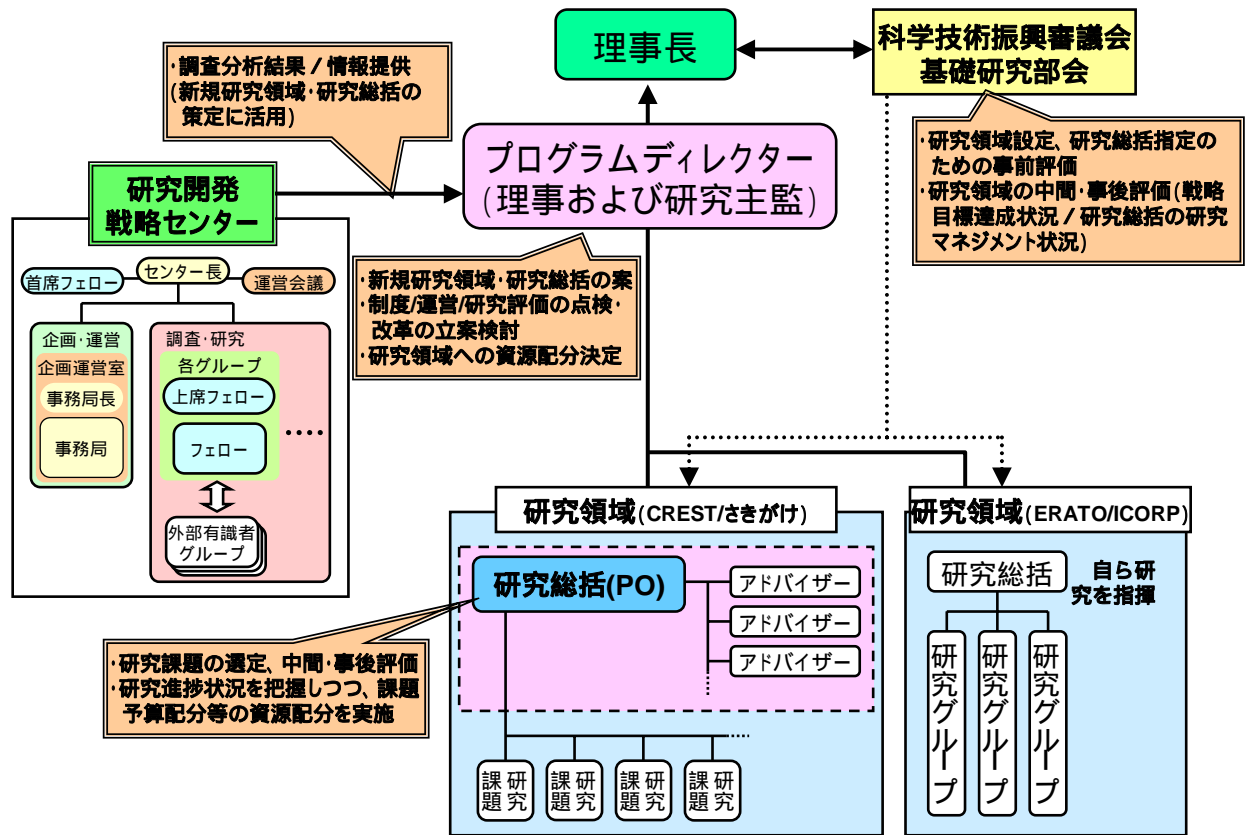 理事長
科学技術振興審議会
基礎研究部会
・調査分析結果/情報提供
(新規研究領域・研究総括の
策定に活用)
プログラムディレクター
(理事および研究主監)
・研究領域設定、研究総括指定の
ための事前評価
・研究領域の中間・事後評価(戦略
目標達成状況/研究総括の研究
マネジメント状況)
研究開発
戦略センター
・新規研究領域・研究総括の案
・制度/運営/研究評価の点検・
改革の立案検討
・研究領域への資源配分決定
首席フェロー
センター長
運営会議
企画・運営
企画運営室
事務局長
事務局
調査・研究
各グループ
上席フェロー
フェロー
外部有識者
グループ
研究領域(CREST/さきがけ)
研究総括(PO)
アドバイザー
アドバイザー
アドバイザー
・研究課題の選定、中間・事後評価
・研究進捗状況を把握しつつ、課題
予算配分等の資源配分を実施
研究
課題
研究
課題
研究
課題
研究
課題
研究領域(ERATO/ICORP)
研究総括
自ら研
究を指揮
研究グループ
研究グループ
研究グループ